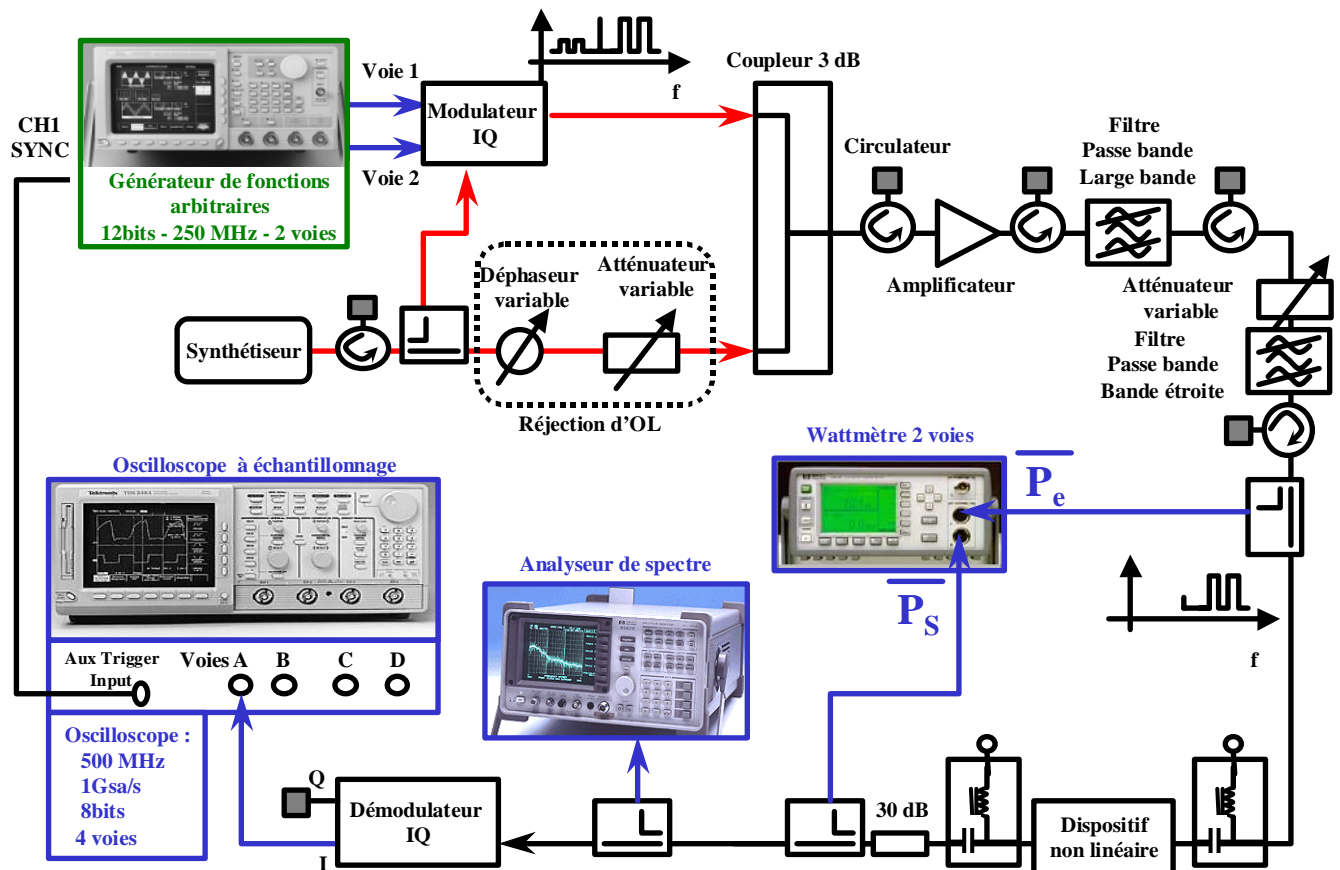 Voie 1
Voie 2
CH1
SYNC
Générateur de fonctions
arbitraires
12bits - 250 MHz - 2 voies
Modulateur
IQ
f
Coupleur 3 dB
Circulateur
Amplificateur
Filtre
Passe bande
Large bande
Atténuateur
variable
Filtre
Passe bande
Bande étroite
Synthétiseur
Déphaseur
variable
Atténuateur
variable
Réjection d'OL
Oscilloscope à échantillonnage
Tektronix
Aux Trigger
Input
Voies A B C D
Oscilloscope :
500 MHz
1Gsa/s
8bits
4 voies
Wattmètre 2 voies
Pe
PS
Analyseur de spectre
f
Q
I
Démodulateur
IQ
30 dB
Dispositif
non linéaire